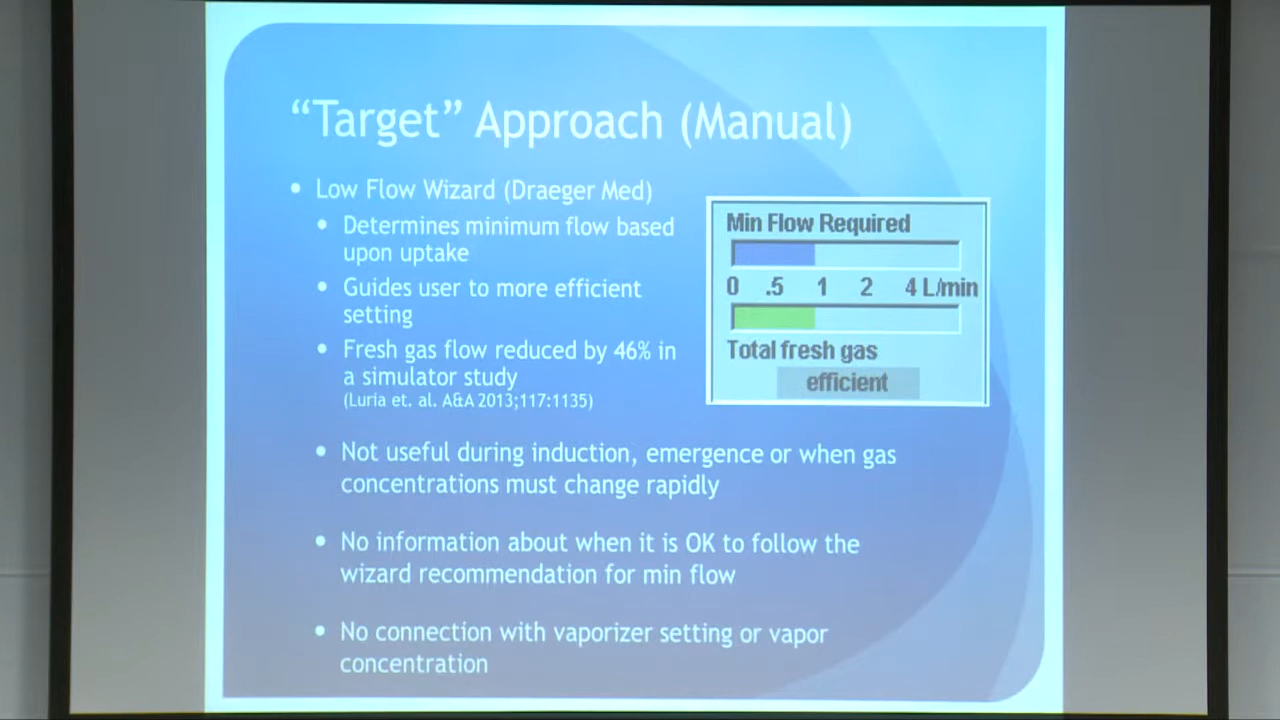 “Target” Approach (Manual)
• Low Flow Wizard (Draeger Med)
• Determines minimum flow based
upon uptake
• Guides user to more efficient
setting
• Fresh gas flow reduced by 46% in
a simulator study
(Luria et. al. A&A 2013;117:1135)
Min Flow Required
0 .5 1 2 4 L/min
Total fresh gas
efficient
• Not useful during induction, emergence or when gas
concentrations must change rapidly
• No information about when it is OK to follow the
wizard recommendation for min flow
• No connection with vaporizer setting or vapor
concentration